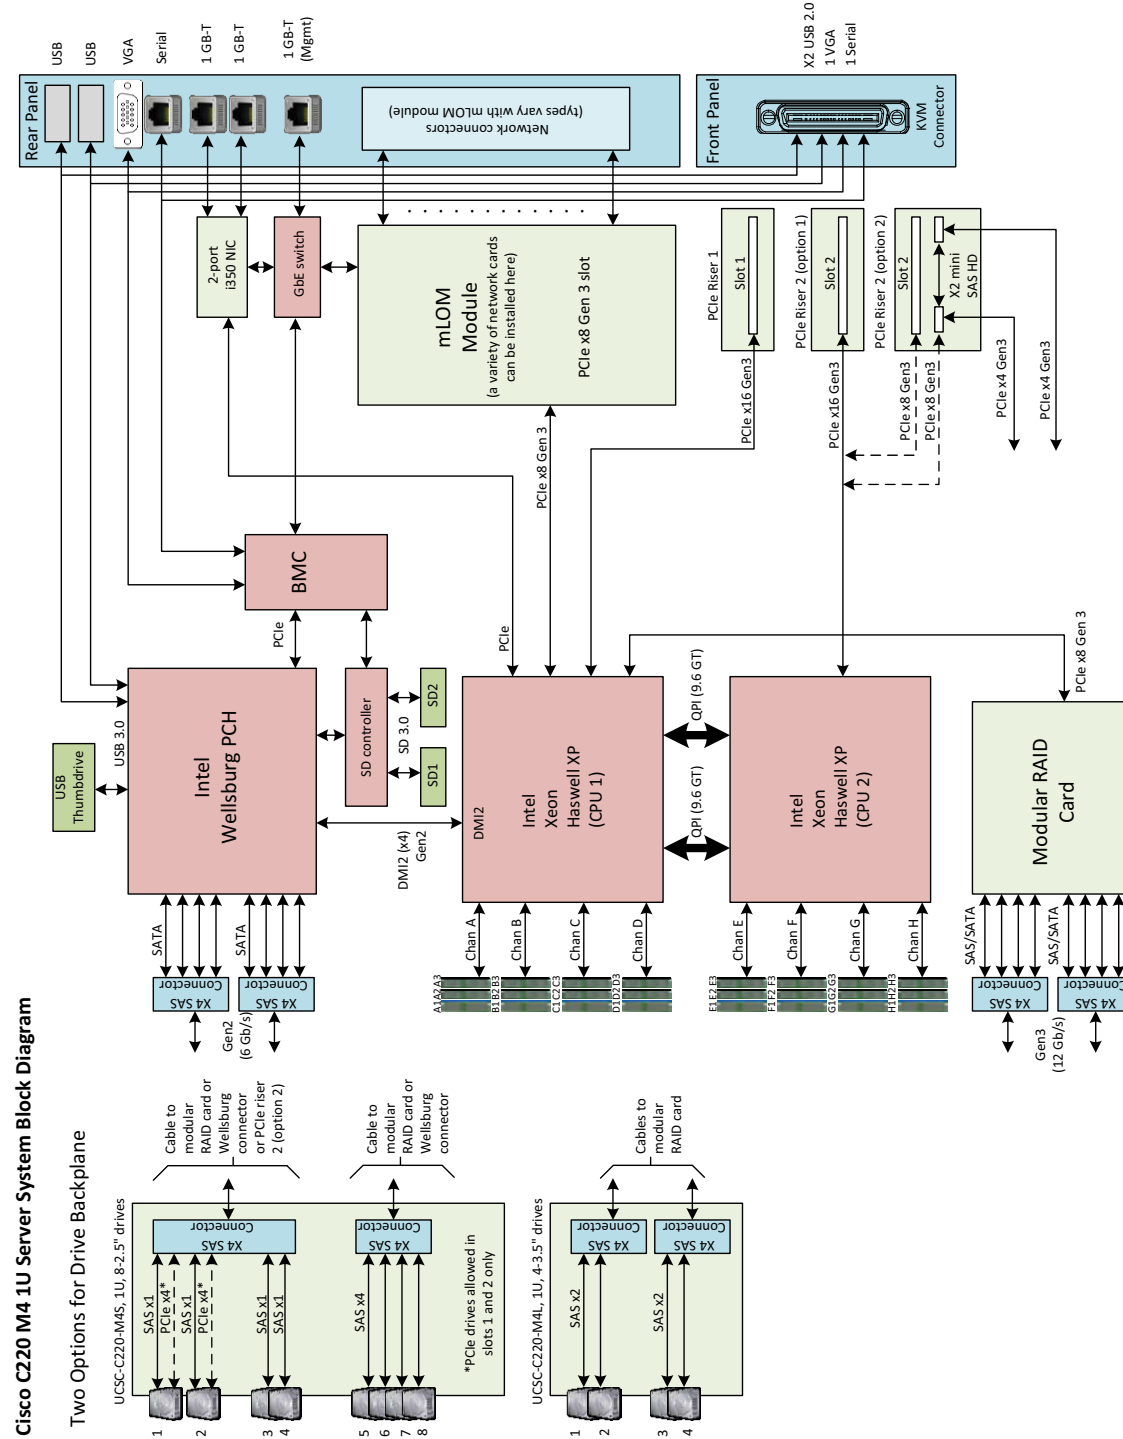 Cisco C220 M4 1U Server System Block Diagram
Two Options for Drive Backplane
UCSC-C220-M4S, 1U, 8-2.5" drives
1
2
3
4
5
6
7
8
SAS x1
PCIe x4*
SAS x1
PCIe x4*
SAS x1
SAS x1
X4 SAS
Connector
Cable to
modular
RAID card or
Wellsburg
connector
or PCIe riser
2 (option 2)
SAS x4
X4 SAS
Connector
Cable to
modular
RAID card or
Wellsburg
connector
*PCIe drives allowed in
slots 1 and 2 only
UCSC-C220-M4L, 1U, 4-3.5" drives
1
2
3
4
SAS x2
SAS x2
X4 SAS
Connector
X4 SAS
Connector
Cables to
modular
RAID card
Gen2
(6 Gb/s)
X4 SAS
Connector
X4 SAS
Connector
SATA
SATA
USB
Thumbdrive
USB 3.0
Intel
Wellsburg PCH
PCIe
BMC
SD controller
SD 3.0
SD1
SD2
DMI2 (x4)
Gen2
DMI2
Intel
Xeon
Haswell XP
(CPU 1)
PCIe
A1 A2 A3
B1 B2 B3
C1 C2 C3
D1 D2 D3
Chan A
Chan B
Chan C
Chan D
QPI (9.6 GT)
QPI (9.6 GT)
Intel
Xeon
Haswell XP
(CPU 2)
E1 E2 E3
F1 F2 F3
G1 G2 G3
H1 H2 H3
Chan E
Chan F
Chan G
Chan H
Gen3
(12 Gb/s)
X4 SAS
Connector
X4 SAS
Connector
SAS/SATA
SAS/SATA
Modular RAID
Card
PCIe x8 Gen 3
2-port
i350 NIC
GbE switch
mLOM
Module
(a variety of network cards
can be installed here)
PCIe x8 Gen 3 slot
PCIe x8 Gen 3
PCIe Riser 1
Slot 1
PCIe x16 Gen3
PCIe Riser 2 (option 1)
Slot 2
PCIe x16 Gen3
PCIe Riser 2 (option 2)
Slot 2
X2 mini
SAS HD
PCIe x8 Gen3
PCIe x8 Gen3
PCIe x4 Gen3
PCIe x4 Gen3
Rear Panel
USB
USB
VGA
Serial
1 GB-T
1 GB-T
1 GB-T
(Mgmt)
Network connectors
(types vary with mLOM module)
Front Panel
KVM
Connector
X2 USB 2.0
1 VGA
1 Serial